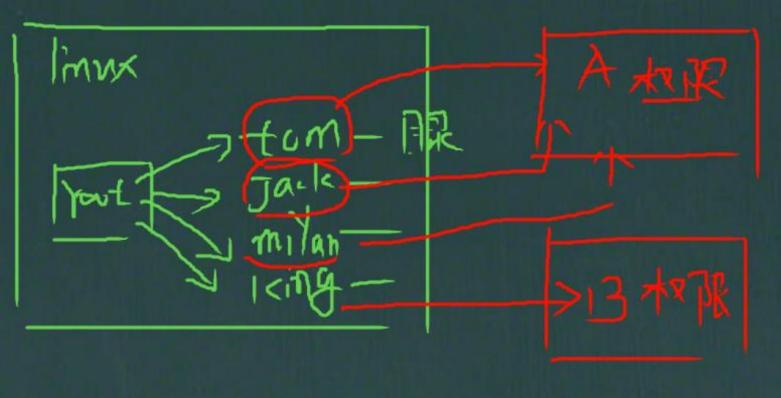 linux
A 权限
tom
root
Jack
milan
king
B 权限